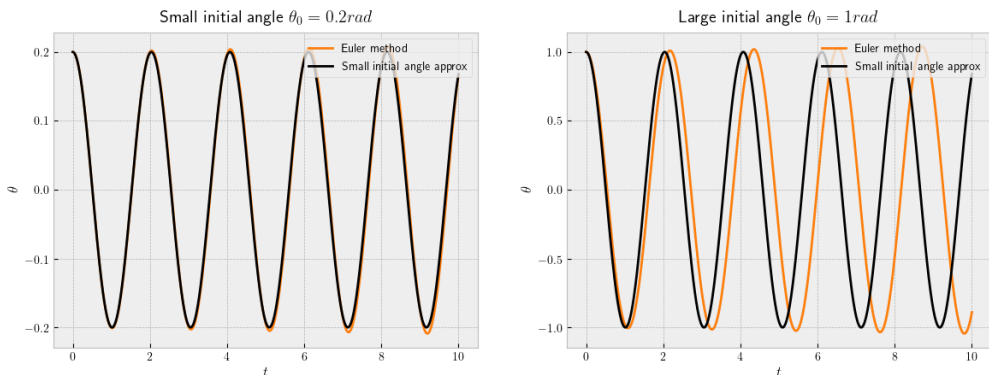 Small initial angle θ₀ = 0.2rad
0.2
0.1
0.0
−0.1
−0.2
θ
0 2 4 6 8 10
t
Euler method
Small initial angle approx
Large initial angle θ₀ = 1rad
1.0
0.5
0.0
−0.5
−1.0
θ
0 2 4 6 8 10
t
Euler method
Small initial angle approx